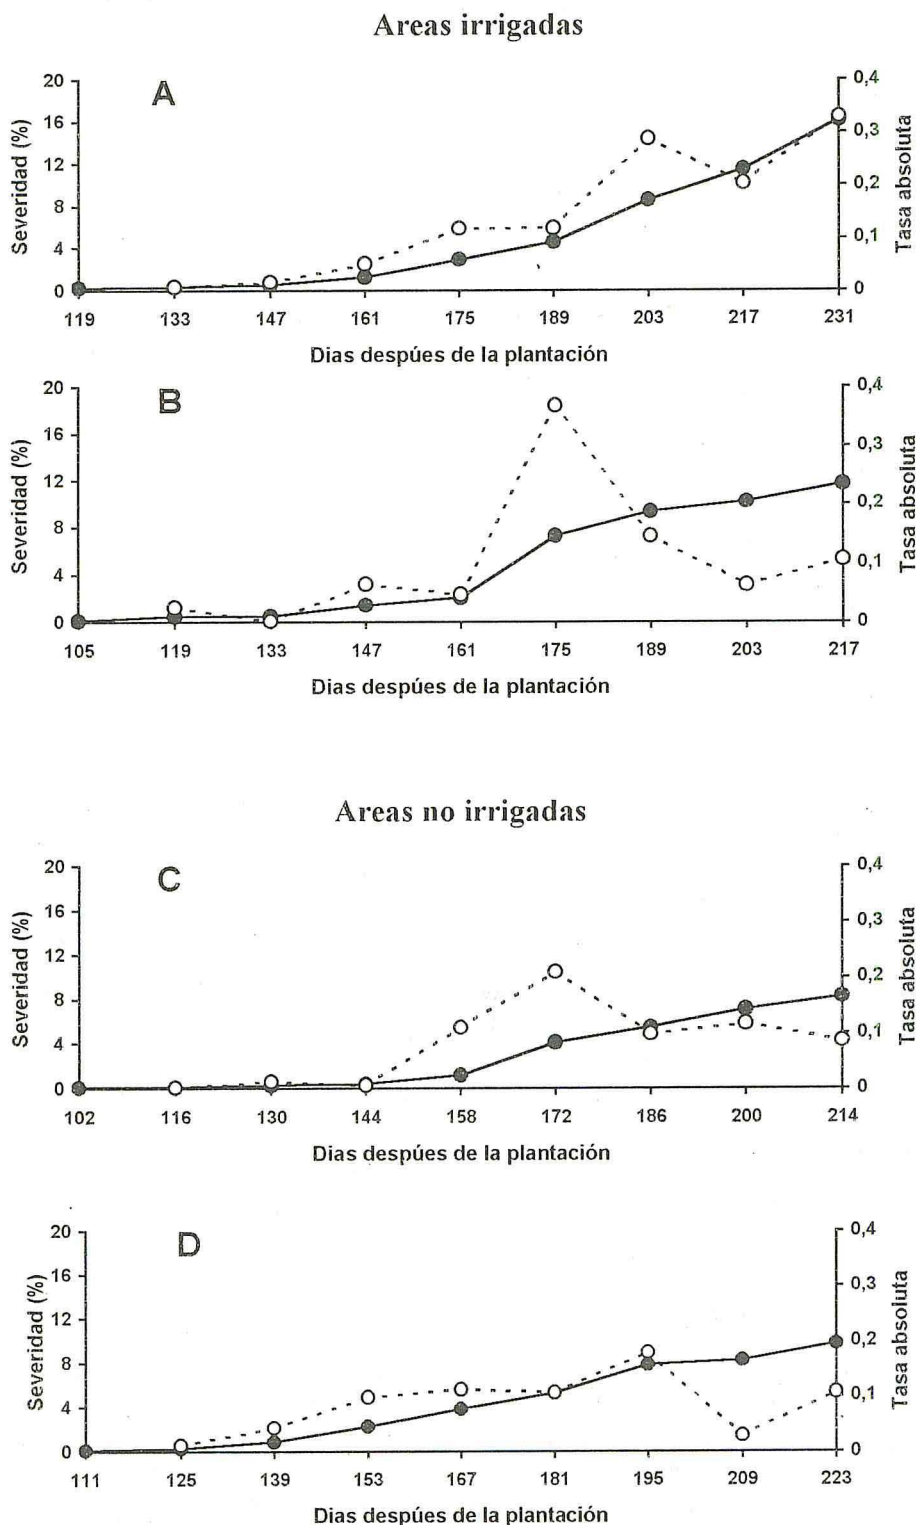 Areas irrigadas
A
Severidad (%)
20
16
12
8
4
0
Tasa absoluta
0,4
0,3
0,2
0,1
0
119 133 147 161 175 189 203 217 231
Dias despúes de la plantación
B
Severidad (%)
20
16
12
8
4
0
Tasa absoluta
0,4
0,3
0,2
0,1
0
105 119 133 147 161 175 189 203 217
Dias despúes de la plantación
Areas no irrigadas
C
Severidad (%)
20
16
12
8
4
0
Tasa absoluta
0,4
0,3
0,2
0,1
0
102 116 130 144 158 172 186 200 214
Dias despúes de la plantación
D
Severidad (%)
20
16
12
8
4
0
Tasa absoluta
0,4
0,3
0,2
0,1
0
111 125 139 153 167 181 195 209 223
Dias despúes de la plantación